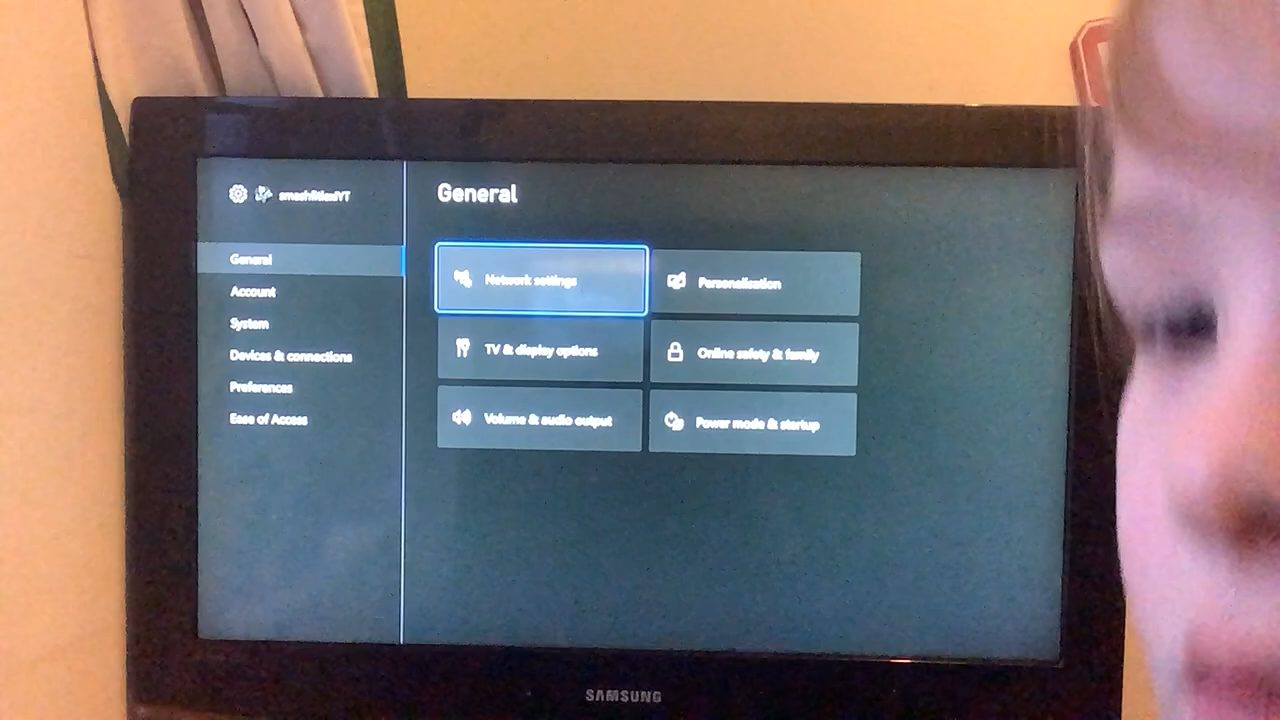 General
General
Account
System
Devices & connections
Preferences
Ease of Access
Network settings
Personalisation
TV & display options
Online safety & family
Volume & audio output
Power mode & startup
SAMSUNG